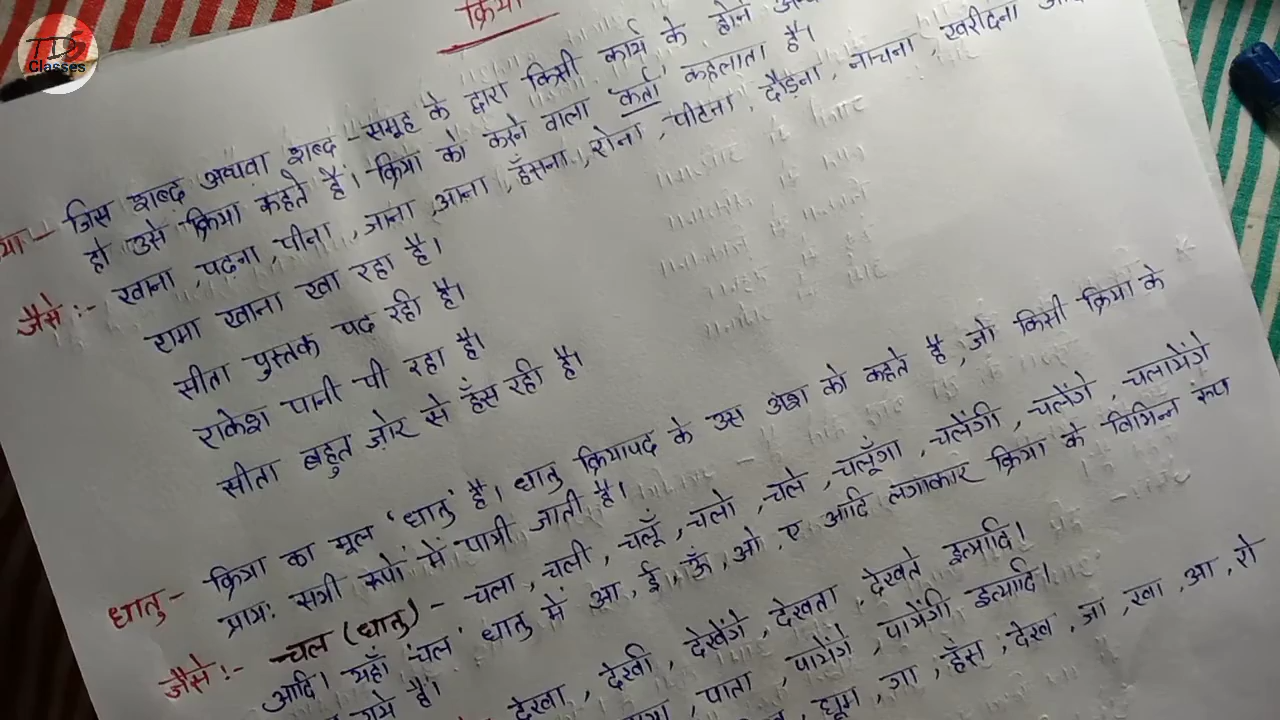 TDS
Classes
क्रिया
जिस शब्द अथवा शब्द-समूह के द्वारा किसी कार्य के होने
हो उसे क्रिया कहते हैं। क्रिया को करने वाला 'कर्ता' कहलाता है।
जैसे :- खाना, पढ़ना, पीना, जाना, आना, हँसना, रोना, पीटना, दौड़ना, नाचना, खरीदना
रामा खाना खा रहा है।
सीता पुस्तक पढ़ रही है।
राकेश पानी पी रहा है।
सीता बहुत ज़ोर से हँस रही है।
धातु - क्रिया का मूल 'धातु' है। धातु क्रियापद के उस अंश को कहते है, जो किसी क्रिया के
प्राय: सभी रूपों में पायी जाती है।
जैसे :- चल (धातु) - चला, चली, चलूँ, चलो, चले, चलूँगा, चलेंगी, चलेंगे, चलायेंगे
आदि। यहाँ 'चल' धातु में आ, ई, ऊँ, ओ, ए आदि लगाकार क्रिया के विभिन्न रूप
गये हैं।
देखा, देखी, देखेंगे, देखता, देखते इत्यादि।
पाता, पायेंगे, पायेंगी इत्यादि।
घूम, गा, हँस, देख, जा, खा, आ, रो